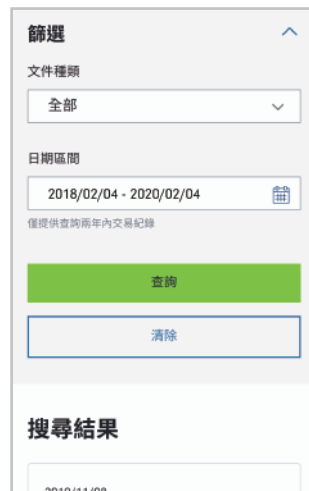 篩選
文件種類
全部
日期區間
2018/02/04 - 2020/02/04
僅提供查詢兩年內交易紀錄
查詢
清除
搜尋結果